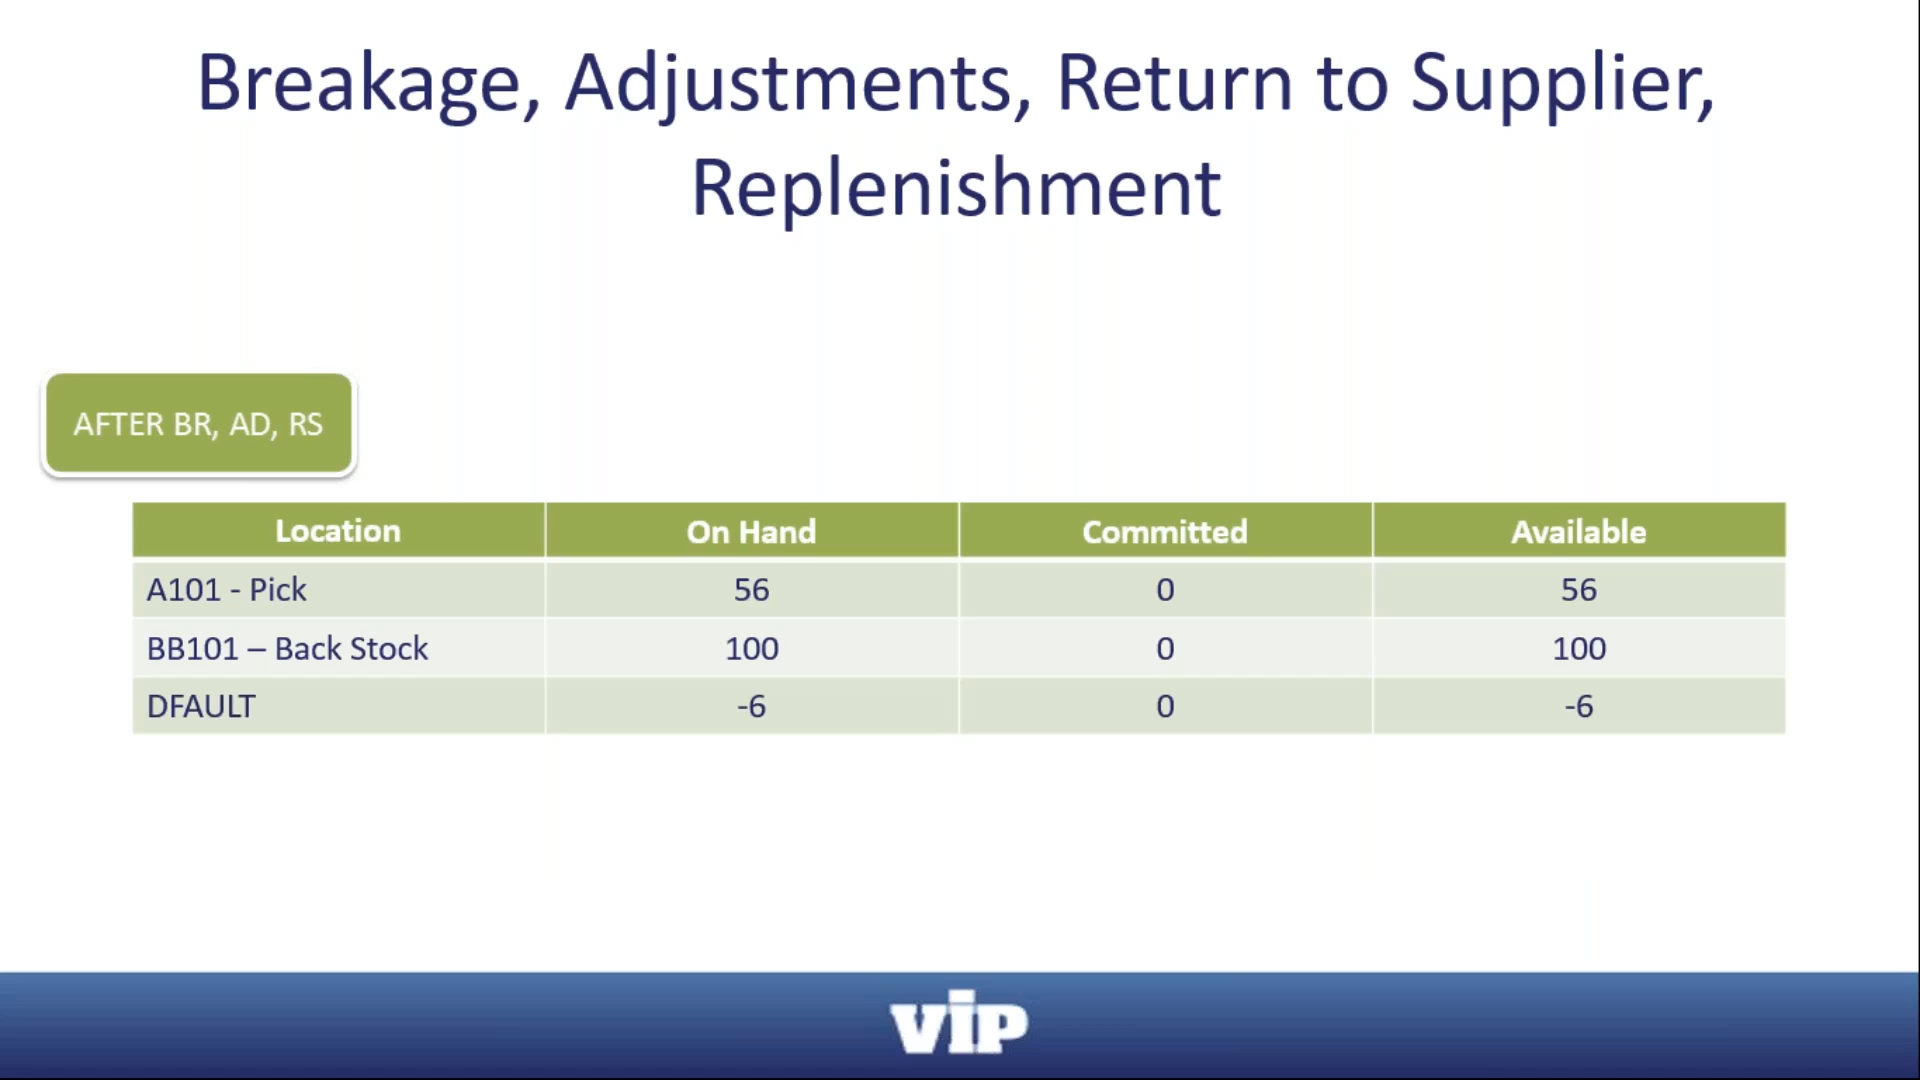 Breakage, Adjustments, Return to Supplier,
Replenishment
AFTER BR, AD, RS
Location On Hand Committed Available
A101 - Pick 56 0 56
BB101 – Back Stock 100 0 100
DFAULT -6 0 -6
vip